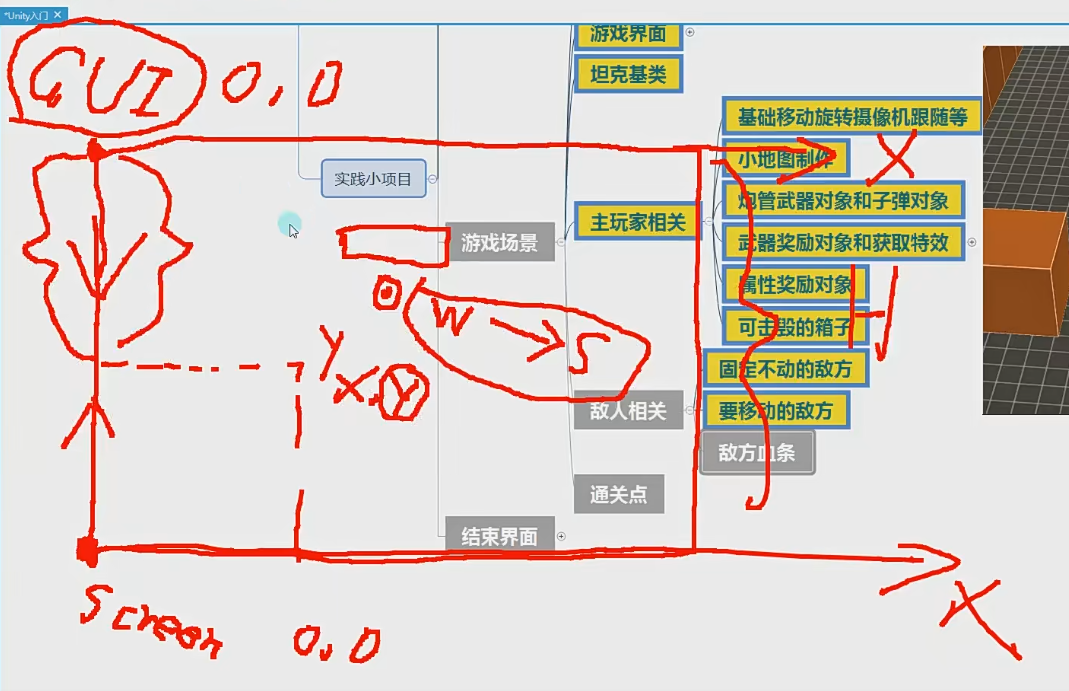 *Unity入门
GUI 0,0
游戏界面
坦克基类
基础移动旋转摄像机跟随等
小地图制作
X
实践小项目
炮管武器对象和子弹对象
主玩家相关
游戏场景
武器奖励对象和获取特效
属性奖励对象
O
W → S
H
可击毁的箱子
Y
X,Y
固定不动的敌方
敌人相关
要移动的敌方
敌方血条
通关点
结束界面
X
Screen 0,0